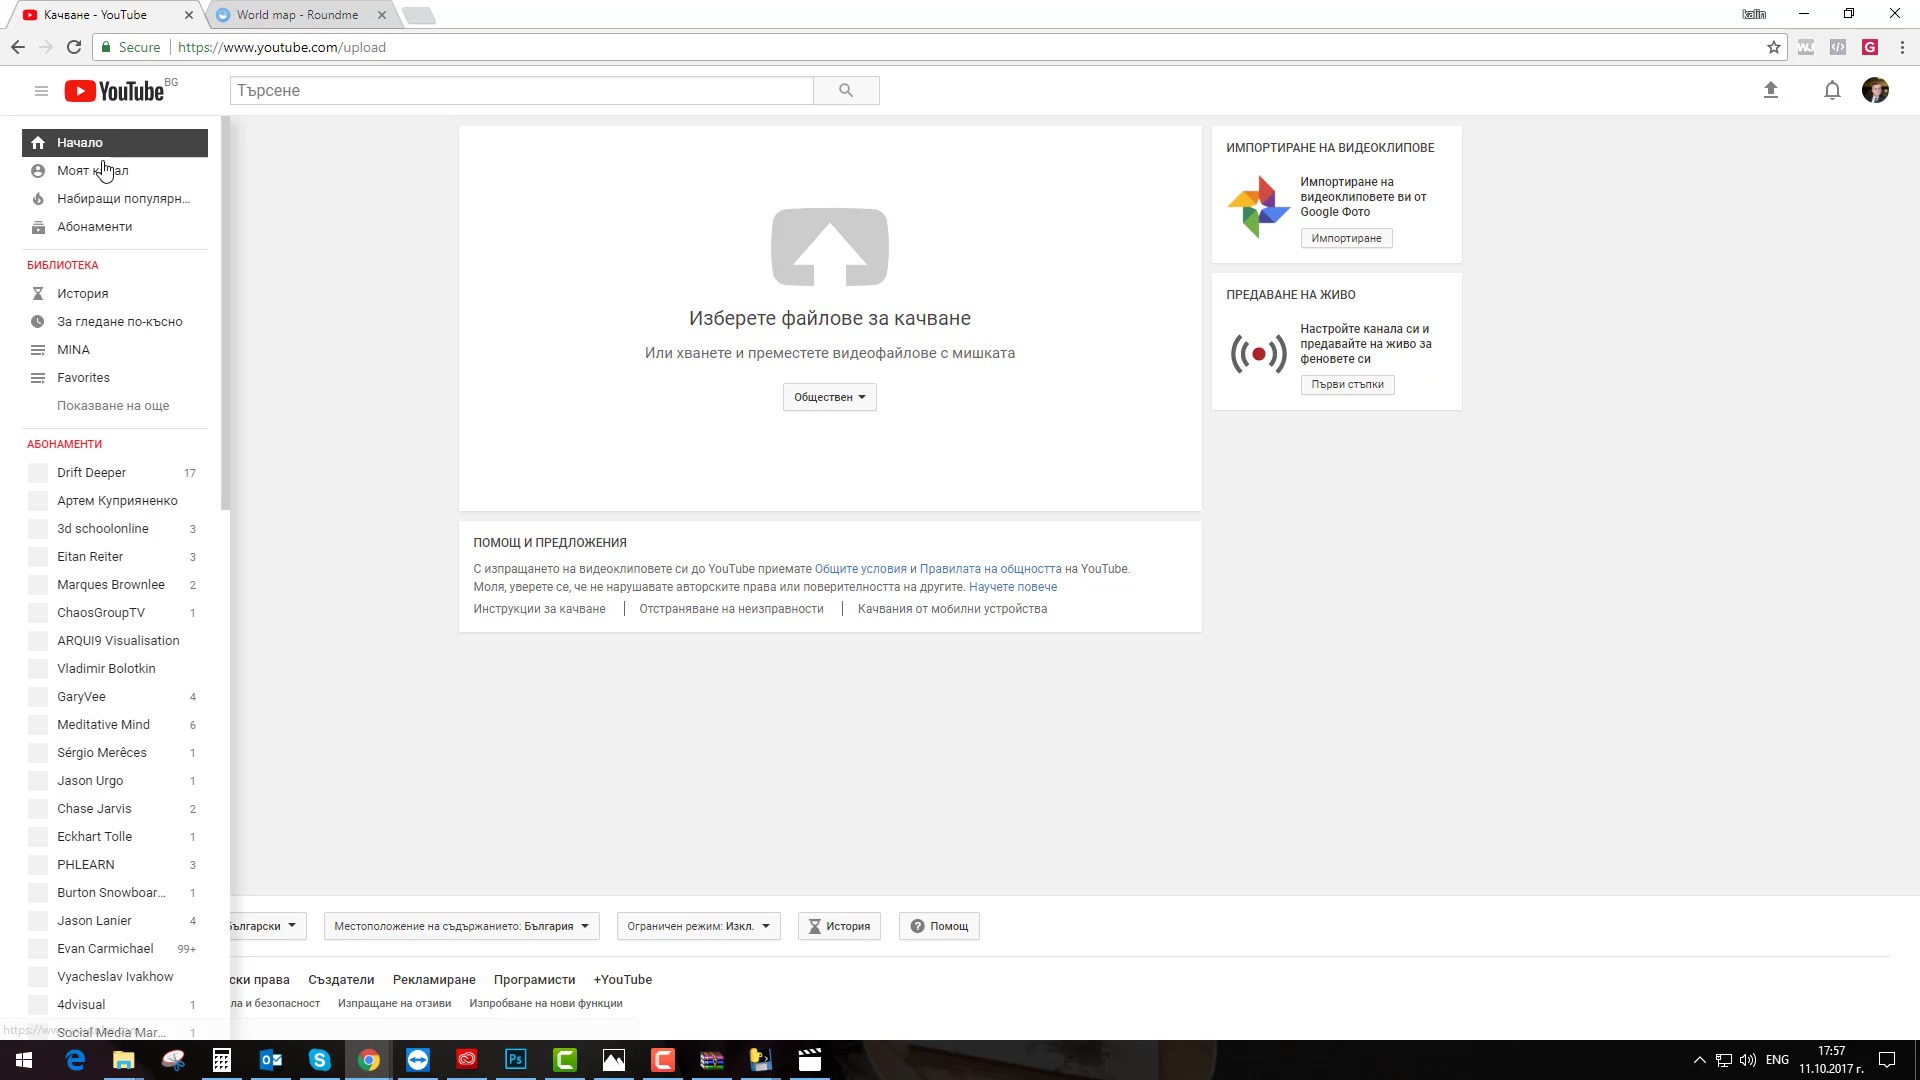 Качване - YouTube
World map - Roundme
kalin
Secure
https://www.youtube.com/upload
YouTube BG
Търсене
Начало
Моят
Набиращи популярн...
Абонаменти
БИБЛИОТЕКА
История
За гледане по-късно
MINA
Favorites
Показване на още
АБОНАМЕНТИ
Drift Deeper 17
Артем Куприяненко
3d schoolonline 3
Eitan Reiter 3
Marques Brownlee 2
ChaosGroupTV 1
ARQUI9 Visualisation
Vladimir Bolotkin
GaryVee 4
Meditative Mind 6
Sérgio Merêces 1
Jason Urgo 1
Chase Jarvis 2
Eckhart Tolle 1
PHLEARN 3
Burton Snowboar... 1
Jason Lanier 4
Evan Carmichael 99+
Vyacheslav Ivakhow
4dvisual 1
Social Media Mar... 1
Изберете файлове за качване
Или хванете и преместете видеофайлове с мишката
Обществен
ПОМОЩ И ПРЕДЛОЖЕНИЯ
С изпращането на видеоклиповете си до YouTube приемате Общите условия и Правилата на общността на YouTube.
Моля, уверете се, че не нарушавате авторските права или поверителността на другите. Научете повече
Инструкции за качване
Отстраняване на неизправности
Качвания от мобилни устройства
ИМПОРТИРАНЕ НА ВИДЕОКЛИПОВЕ
Импортиране на
видеоклиповете ви от
Google Фото
Импортиране
ПРЕДАВАНЕ НА ЖИВО
Настройте канала си и
предавайте на живо за
феновете си
Първи стъпки
ългарски
Местоположение на съдържанието: България
Ограничен режим: Изкл.
История
Помощ
ски права
Създатели
Рекламиране
Програмисти
+YouTube
ла и безопасност
Изпращане на отзиви
Изпробване на нови функции
ENG
17:57
11.10.2017 г.